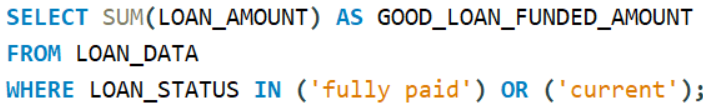 SELECT SUM(LOAN_AMOUNT) AS GOOD_LOAN_FUNDED_AMOUNT
FROM LOAN_DATA
WHERE LOAN_STATUS IN ('fully paid') OR ('current');